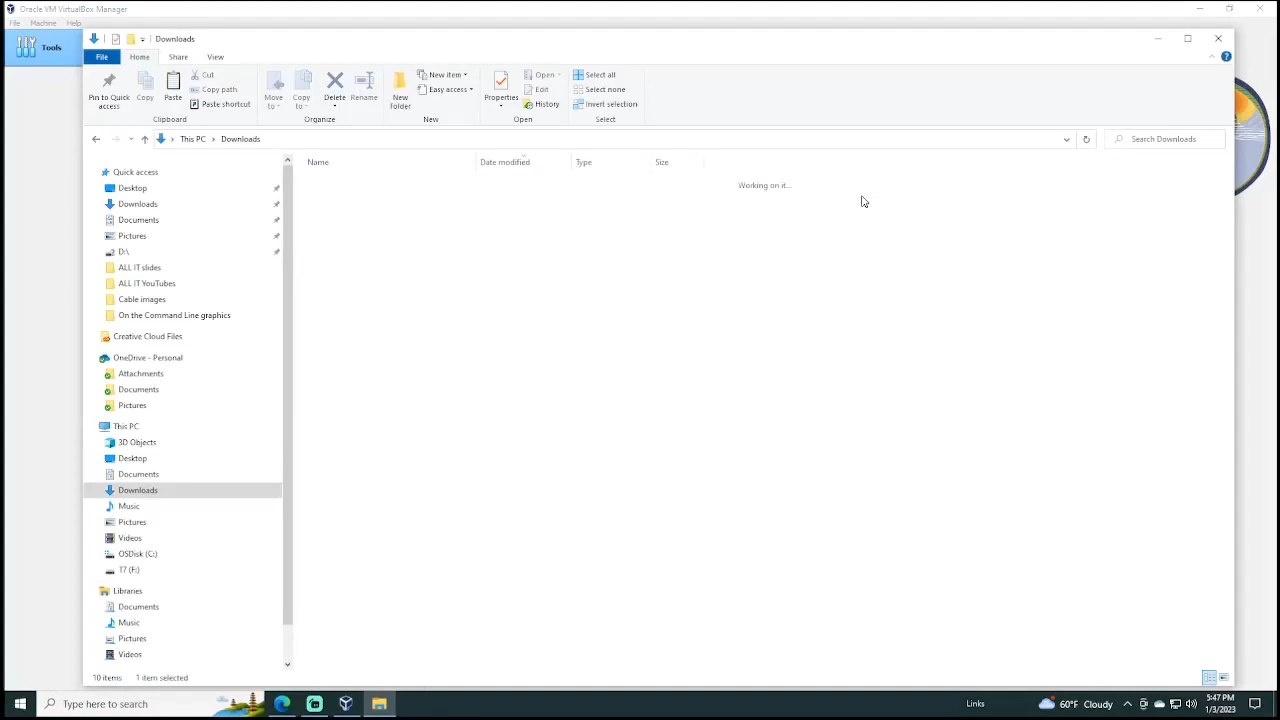 Oracle VM VirtualBox Manager
File Machine Help
Tools
Downloads
File Home Share View
Pin to Quick access
Copy
Paste
Cut
Copy path
Paste shortcut
Clipboard
Move to
Copy to
Delete
Rename
Organize
New Folder
New item
Easy access
New
Properties
Open
Edit
History
Open
Select all
Select none
Invert selection
Select
This PC > Downloads
Search Downloads
Name Date modified Type Size
Working on it...
Quick access
Desktop
Downloads
Documents
Pictures
D:\
ALL IT slides
ALL IT YouTubes
Cable images
On the Command Line graphics
Creative Cloud Files
OneDrive - Personal
Attachments
Documents
Pictures
This PC
3D Objects
Desktop
Documents
Downloads
Music
Pictures
Videos
OSDisk (C:)
T7 (F:)
Libraries
Documents
Music
Pictures
Videos
10 items 1 item selected
Type here to search
Links
60°F Cloudy
5:47 PM
1/3/2023